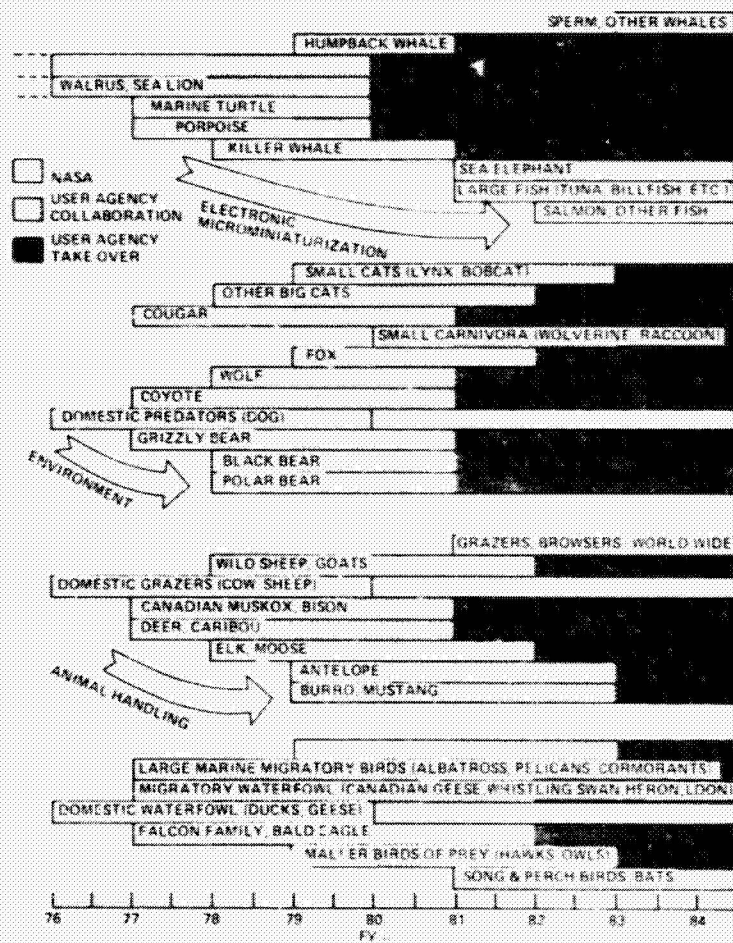 SPERM, OTHER WHALES
HUMPBACK WHALE
WALRUS, SEA LION
MARINE TURTLE
PORPOISE
KILLER WHALE
SEA ELEPHANT
NASA
LARGE FISH (TUNA, BILLFISH, ETC.)
USER AGENCY
COLLABORATION
SALMON, OTHER FISH
ELECTRONIC
MICROMINIATURIZATION
USER AGENCY
TAKE OVER
SMALL CATS (LYNX, BOBCAT)
OTHER BIG CATS
COUGAR
SMALL CARNIVORA (WOLVERINE, RACCOON)
FOX
WOLF
COYOTE
DOMESTIC PREDATORS (DOG)
GRIZZLY BEAR
ENVIRONMENT
BLACK BEAR
POLAR BEAR
GRAZERS, BROWSERS WORLD WIDE
WILD SHEEP, GOATS
DOMESTIC GRAZERS (COW, SHEEP)
CANADIAN MUSKOX, BISON
DEER, CARIBOU
ELK, MOOSE
ANTELOPE
BURRO, MUSTANG
ANIMAL HANDLING
LARGE MARINE MIGRATORY BIRDS (ALBATROSS, PELICANS, CORMORANTS)
MIGRATORY WATERFOWL (CANADIAN GEESE, WHISTLING SWAN HERON, LOON)
DOMESTIC WATERFOWL (DUCKS, GEESE)
FALCON FAMILY, BALD EAGLE
BIRDS OF PREY (HAWKS, OWLS)
SONG & PERCH BIRDS, BATS
76 77 78 79 80 81 82 83 84
FY